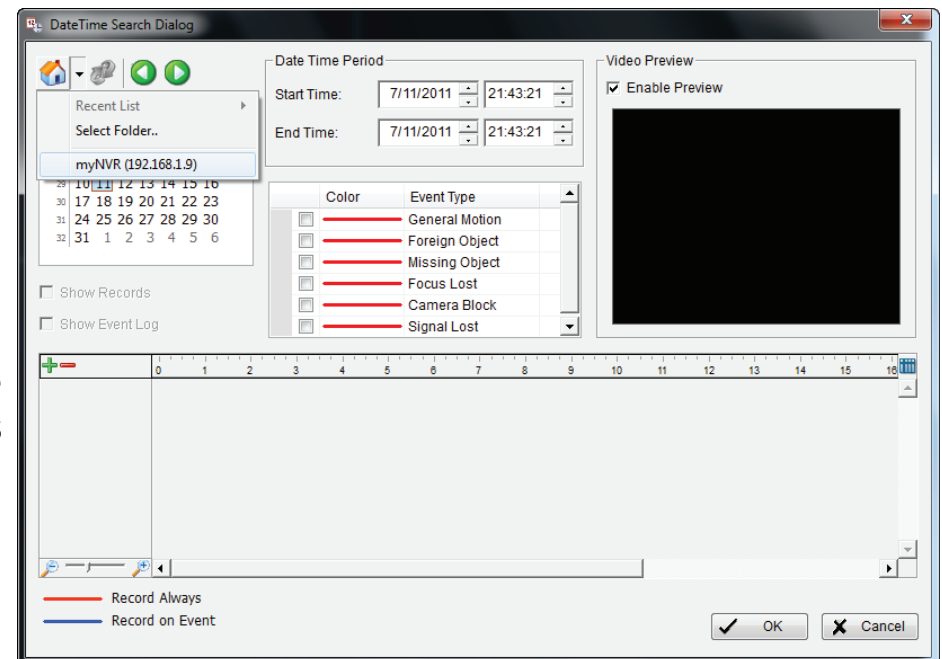 DateTime Search Dialog
Recent List
Select Folder..
myNVR (192.168.1.9)
29 10 11 12 13 14 15 16
30 17 18 19 20 21 22 23
31 24 25 26 27 28 29 30
32 31 1 2 3 4 5 6
Show Records
Show Event Log
Date Time Period
Start Time: 7/11/2011 21:43:21
End Time: 7/11/2011 21:43:21
Color Event Type
General Motion
Foreign Object
Missing Object
Focus Lost
Camera Block
Signal Lost
Video Preview
Enable Preview
0 1 2 3 4 5 6 7 8 9 10 11 12 13 14 15 16
Record Always
Record on Event
OK Cancel